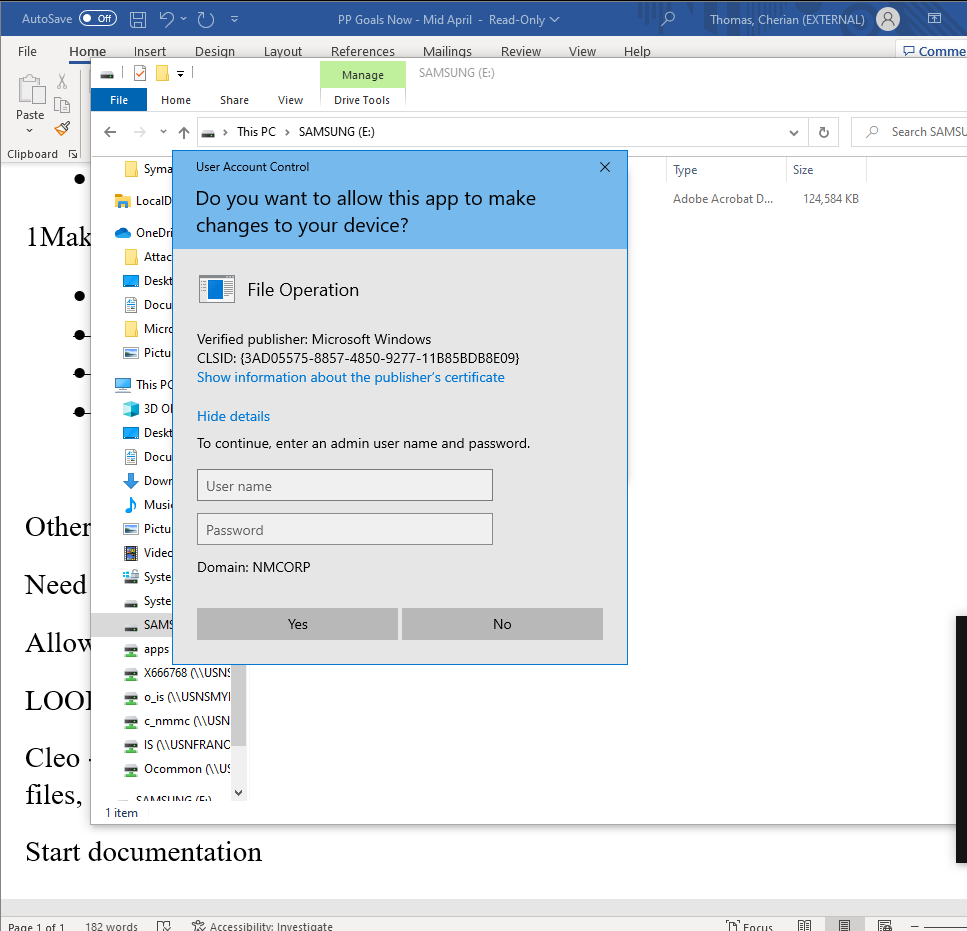 AutoSave Off PP Goals Now - Mid April - Read-Only Thomas, Cherian (EXTERNAL)
File Home Insert Design Layout References Mailings Review View Help Comme
Manage SAMSUNG (E:)
File Home Share View Drive Tools
Paste
Clipboard
This PC SAMSUNG (E:) Search SAMSU
Type Size
Adobe Acrobat D... 124,584 KB
Syma
LocalD
OneDri
Attac
Deskt
Docu
Micro
Pictu
This PC
3D O
Deskt
Docu
Down
Music
Pictu
Video
Syste
Syste
SAMS
apps
X666768 (\\USNS
o_is (\\USNSMY
c_nmmc (\\USN
IS (\\USNFRANC
Ocommon (\\US
SAMSUNG (E:)
1 item
User Account Control
Do you want to allow this app to make
changes to your device?
File Operation
Verified publisher: Microsoft Windows
CLSID: {3AD05575-8857-4850-9277-11B85BDB8E09}
Show information about the publisher's certificate
Hide details
To continue, enter an admin user name and password.
User name
Password
Domain: NMCORP
Yes No
1Mak
Other
Need
Allow
LOO
Cleo -
files,
Start documentation
Page 1 of 1 182 words Accessibility: Investigate Focus